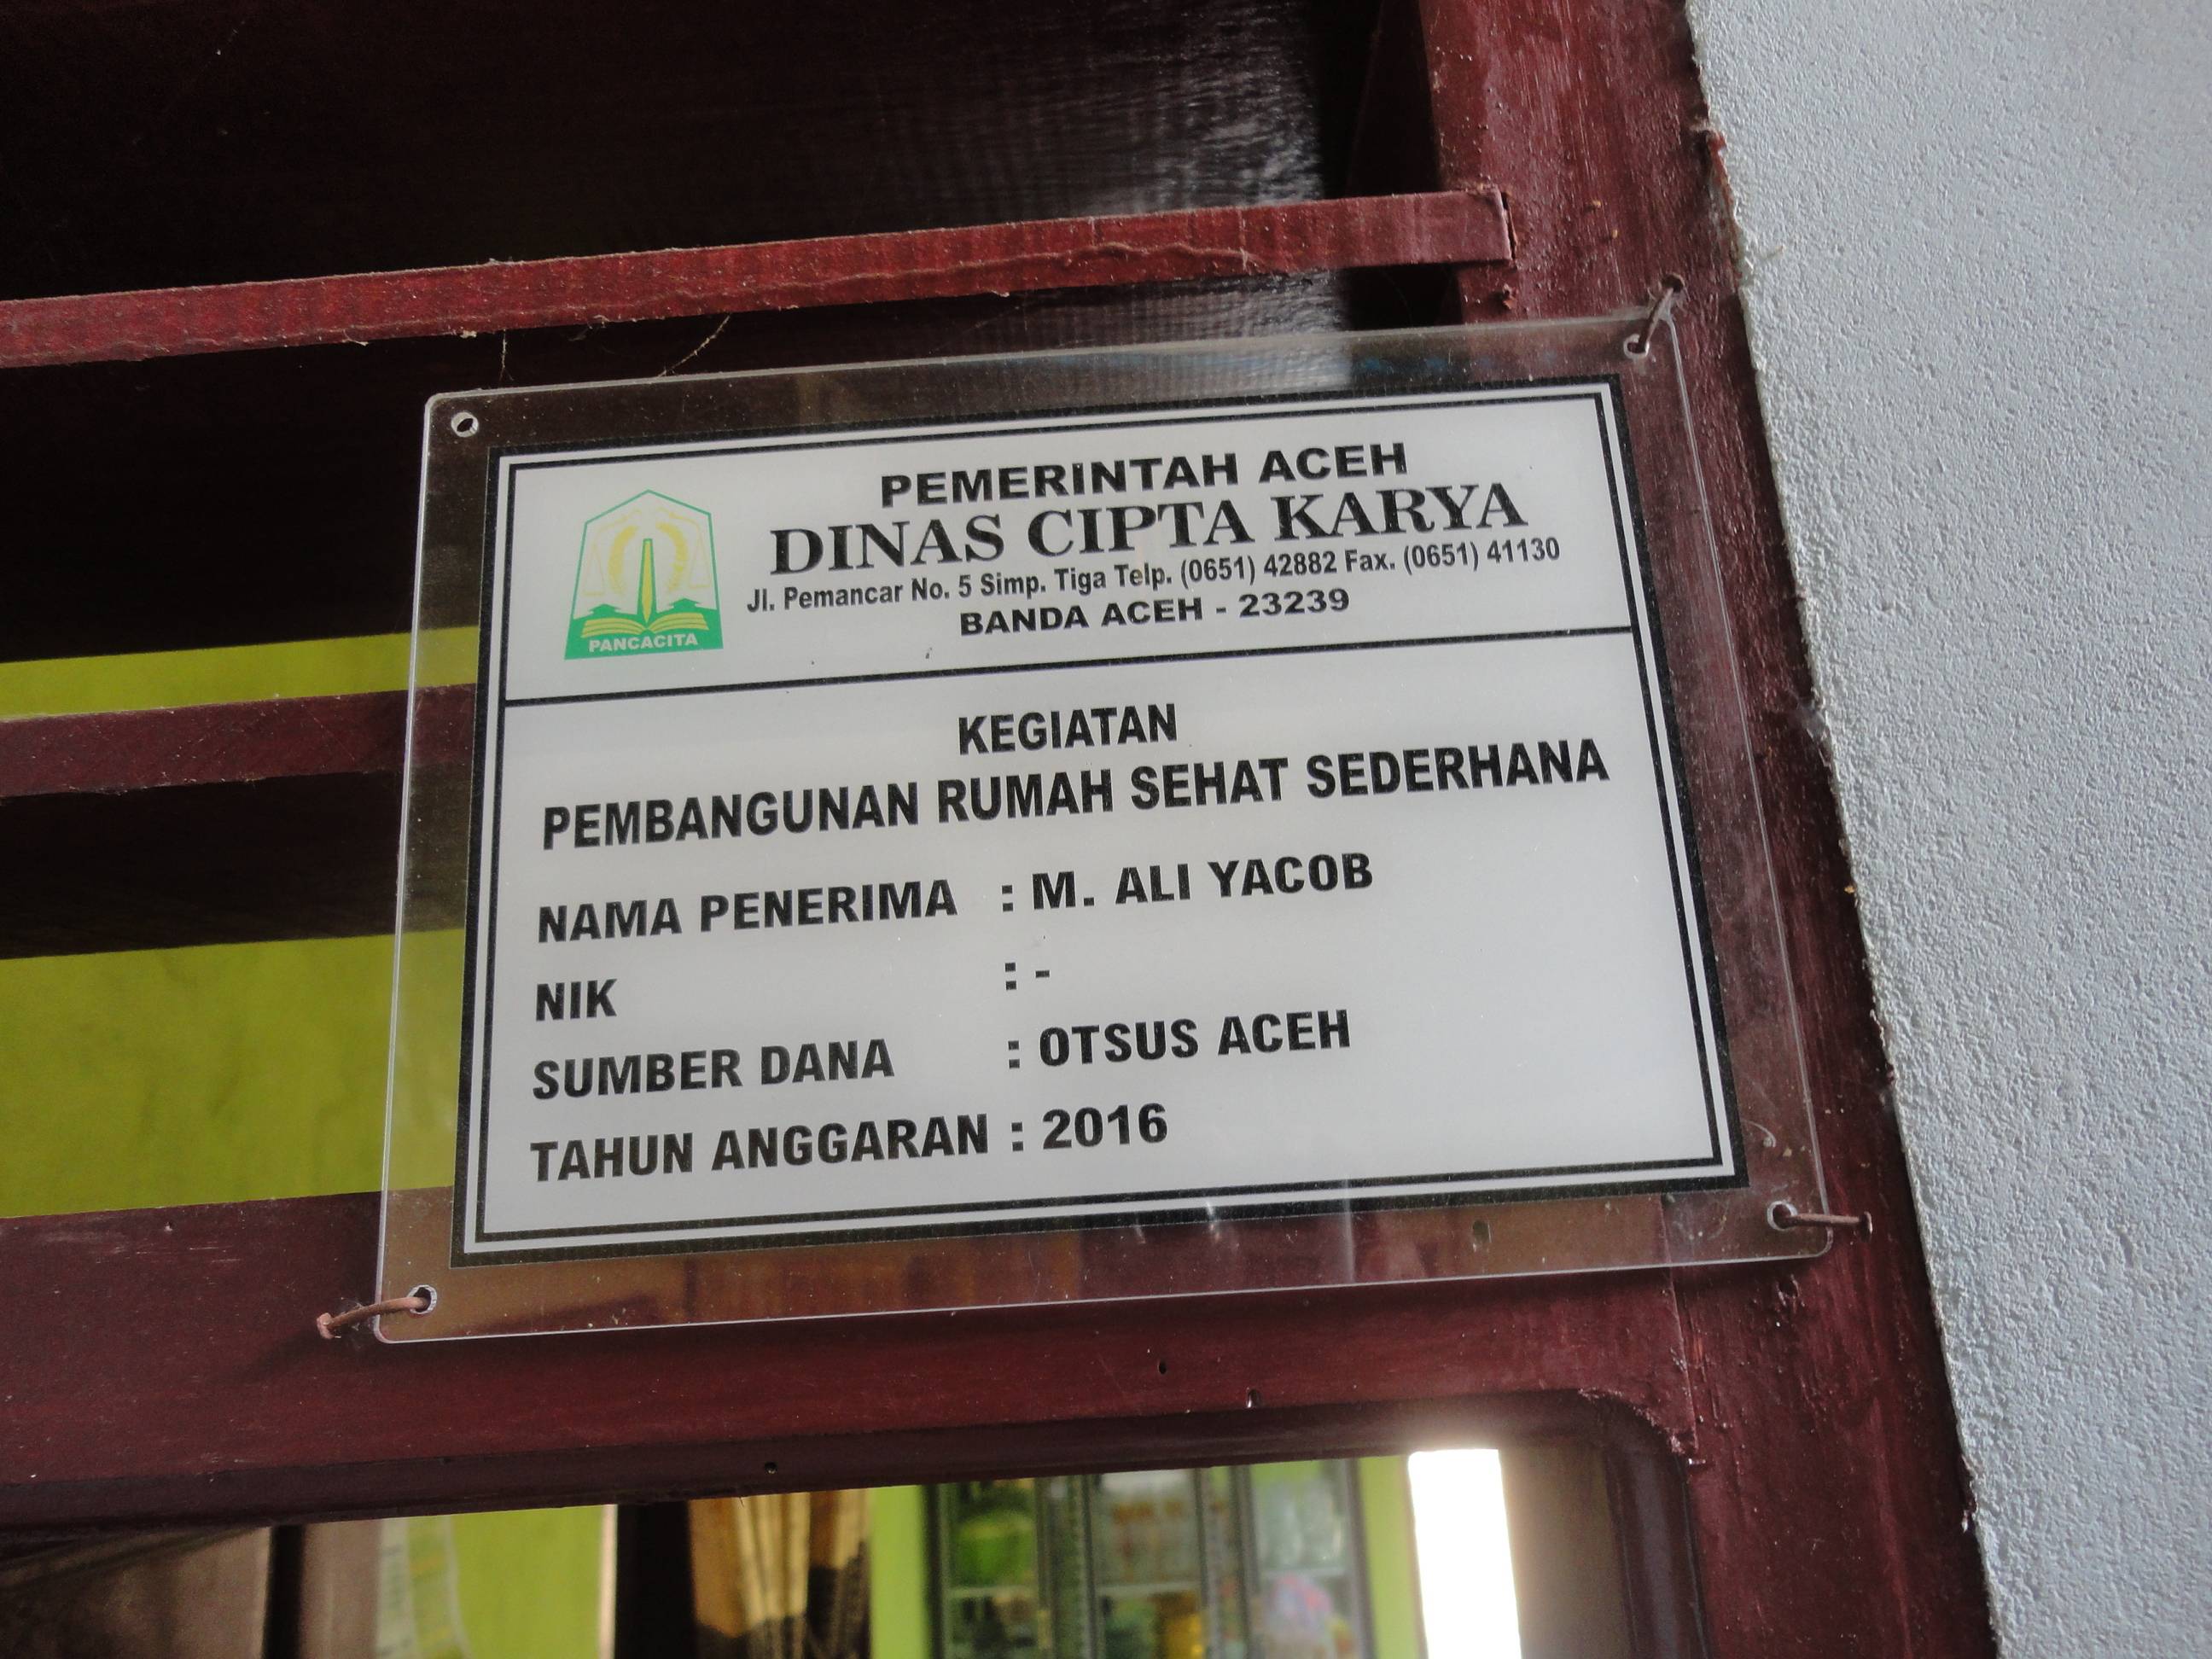 PEMERINTAH ACEH
DINAS CIPTA KARYA
Jl. Pemancar No. 5 Simp. Tiga Telp. (0651) 42882 Fax. (0651) 41130
BANDA ACEH - 23239
PANCACITA
KEGIATAN
PEMBANGUNAN RUMAH SEHAT SEDERHANA
NAMA PENERIMA : M. ALI YACOB
NIK : -
SUMBER DANA : OTSUS ACEH
TAHUN ANGGARAN : 2016